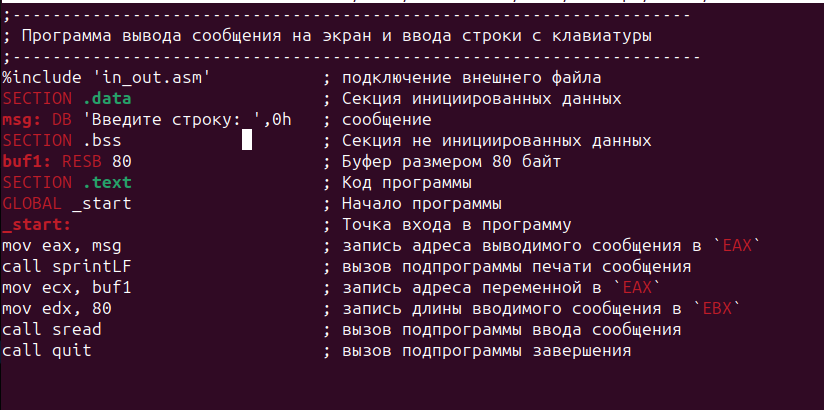 ;--------------------------------------------------------------------
; Программа вывода сообщения на экран и ввода строки с клавиатуры
;---------------------------------------------------------------------
%include 'in_out.asm' ; подключение внешнего файла
SECTION .data ; Секция инициированных данных
msg: DB 'Введите строку: ',0h ; сообщение
SECTION .bss ; Секция не инициированных данных
buf1: RESB 80 ; Буфер размером 80 байт
SECTION .text ; Код программы
GLOBAL _start ; Начало программы
_start: ; Точка входа в программу
mov eax, msg ; запись адреса выводимого сообщения в `EAX`
call sprintLF ; вызов подпрограммы печати сообщения
mov ecx, buf1 ; запись адреса переменной в `EAX`
mov edx, 80 ; запись длины вводимого сообщения в `EBX`
call sread ; вызов подпрограммы ввода сообщения
call quit ; вызов подпрограммы завершения